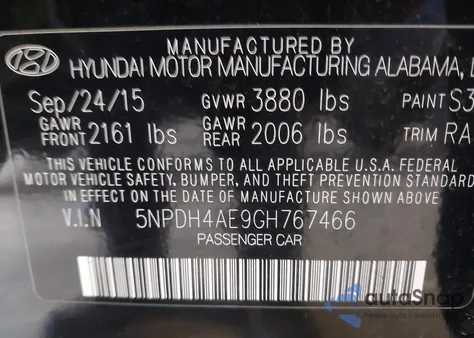 MANUFACTURED BY
HYUNDAI MOTOR MANUFACTURING ALABAMA, L
Sep/24/15 GVWR 3880 lbs PAINT S3
GAWR FRONT 2161 lbs GAWR REAR 2006 lbs TRIM RA
THIS VEHICLE CONFORMS TO ALL APPLICABLE U.S.A. FEDERAL
MOTOR VEHICLE SAFETY, BUMPER, AND THEFT PREVENTION STANDARD
IN EFFECT ON THE DATE OF MANUFACTURE SHOWN ABOVE.
V.I.N 5NPDH4AE9GH767466
PASSENGER CAR
autoSnap